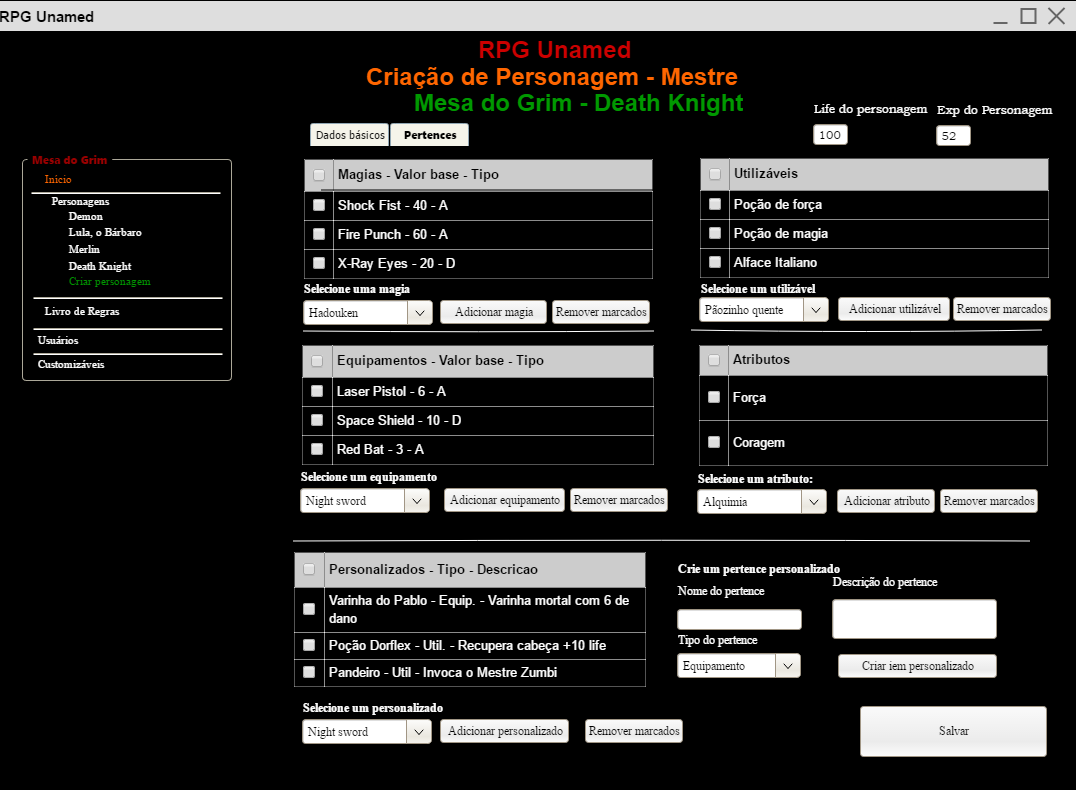 RPG Unamed
RPG Unamed
Criação de Personagem - Mestre
Mesa do Grim - Death Knight
Life do personagem
Exp do Personagem
100
52
Dados básicos
Pertences
Mesa do Grim
Início
Personagens
Demon
Lula, o Bárbaro
Merlin
Death Knight
Criar personagem
Livro de Regras
Usuários
Customizáveis
Magias - Valor base - Tipo
Shock Fist - 40 - A
Fire Punch - 60 - A
X-Ray Eyes - 20 - D
Selecione uma magia
Hadouken
Adicionar magia
Remover marcados
Utilizáveis
Poção de força
Poção de magia
Alface Italiano
Selecione um utilizável
Pãozinho quente
Adicionar utilizável
Remover marcados
Equipamentos - Valor base - Tipo
Laser Pistol - 6 - A
Space Shield - 10 - D
Red Bat - 3 - A
Selecione um equipamento
Night sword
Adicionar equipamento
Remover marcados
Atributos
Força
Coragem
Selecione um atributo:
Alquimia
Adicionar atributo
Remover marcados
Personalizados - Tipo - Descricao
Varinha do Pablo - Equip. - Varinha mortal com 6 de
dano
Poção Dorflex - Util. - Recupera cabeça +10 life
Pandeiro - Util - Invoca o Mestre Zumbi
Selecione um personalizado
Night sword
Adicionar personalizado
Remover marcados
Crie um pertence personalizado
Nome do pertence
Descrição do pertence
Tipo do pertence
Equipamento
Criar iem personalizado
Salvar